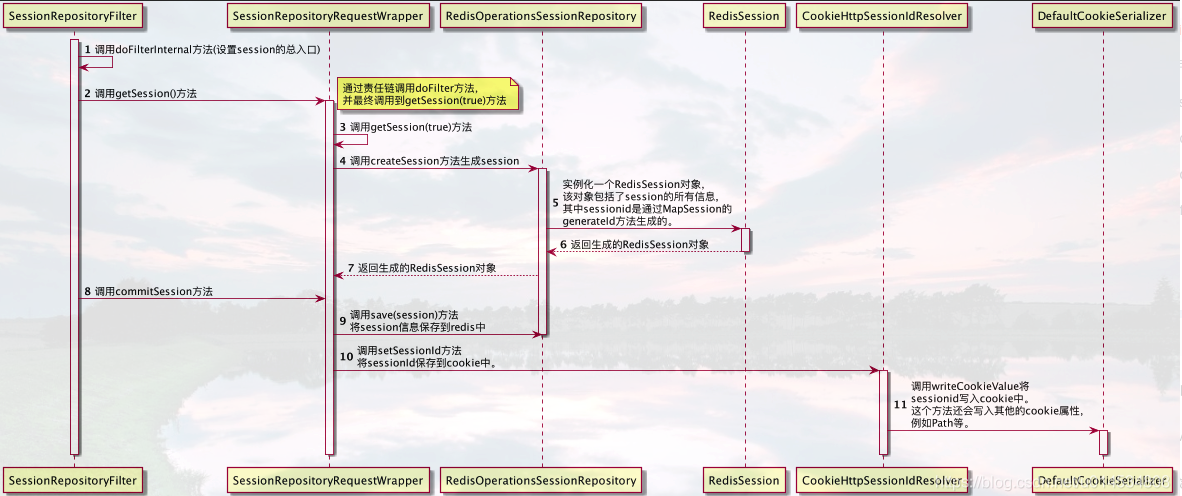 SessionRepositoryFilter
SessionRepositoryRequestWrapper
RedisOperationsSessionRepository
RedisSession
CookieHttpSessionIdResolver
DefaultCookieSerializer
1 调用doFilterInternal方法(设置session的总入口)
2 调用getSession()方法
通过责任链调用doFilter方法，
并最终调用到getSession(true)方法
3 调用getSession(true)方法
4 调用createSession方法生成session
实例化一个RedisSession对象，
该对象包括了session的所有信息，
5 其中sessionid是通过MapSession的
generateId方法生成的。
6 返回生成的RedisSession对象
7 返回生成的RedisSession对象
8 调用commitSession方法
9 调用save(session)方法
将session信息保存到redis中
10 调用setSessionId方法
将sessionId保存到cookie中。
调用writeCookieValue将
11 sessionid写入cookie中。
这个方法还会写入其他的cookie属性，
例如Path等。
SessionRepositoryFilter
SessionRepositoryRequestWrapper
RedisOperationsSessionRepository
RedisSession
CookieHttpSessionIdResolver
DefaultCookieSerializer